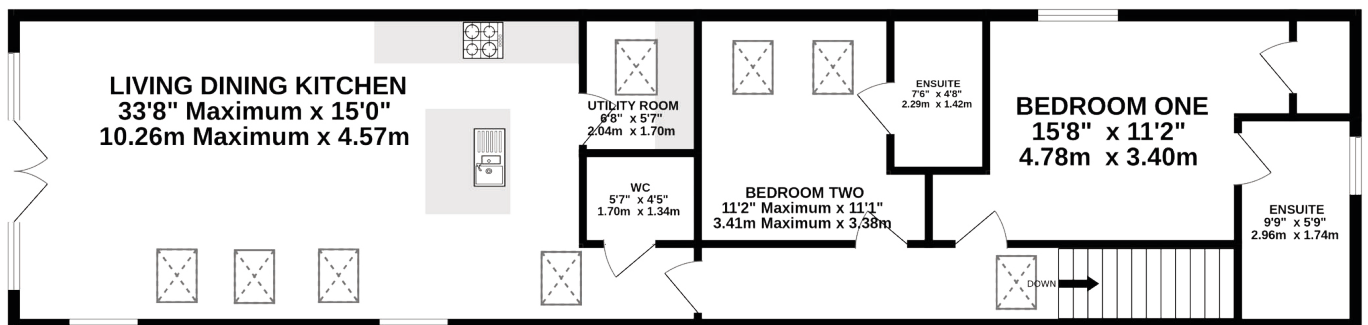 LIVING DINING KITCHEN
33'8" Maximum x 15'0"
10.26m Maximum x 4.57m
UTILITY ROOM
6'8" x 5'7"
2.04m x 1.70m
WC
5'7" x 4'5"
1.70m x 1.34m
BEDROOM TWO
11'2" Maximum x 11'1"
3.41m Maximum x 3.38m
ENSUITE
7'6" x 4'8"
2.29m x 1.42m
BEDROOM ONE
15'8" x 11'2"
4.78m x 3.40m
ENSUITE
9'9" x 5'9"
2.96m x 1.74m
DOWN